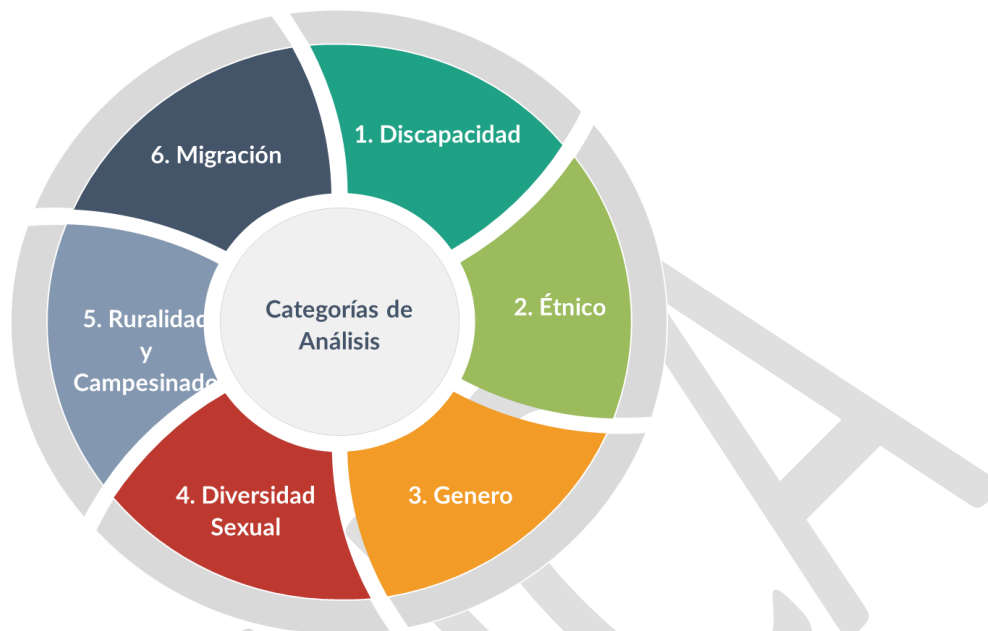 Categorías de
Análisis
1. Discapacidad
2. Étnico
3. Genero
4. Diversidad
Sexual
5. Ruralidad
y
Campesinado
6. Migración